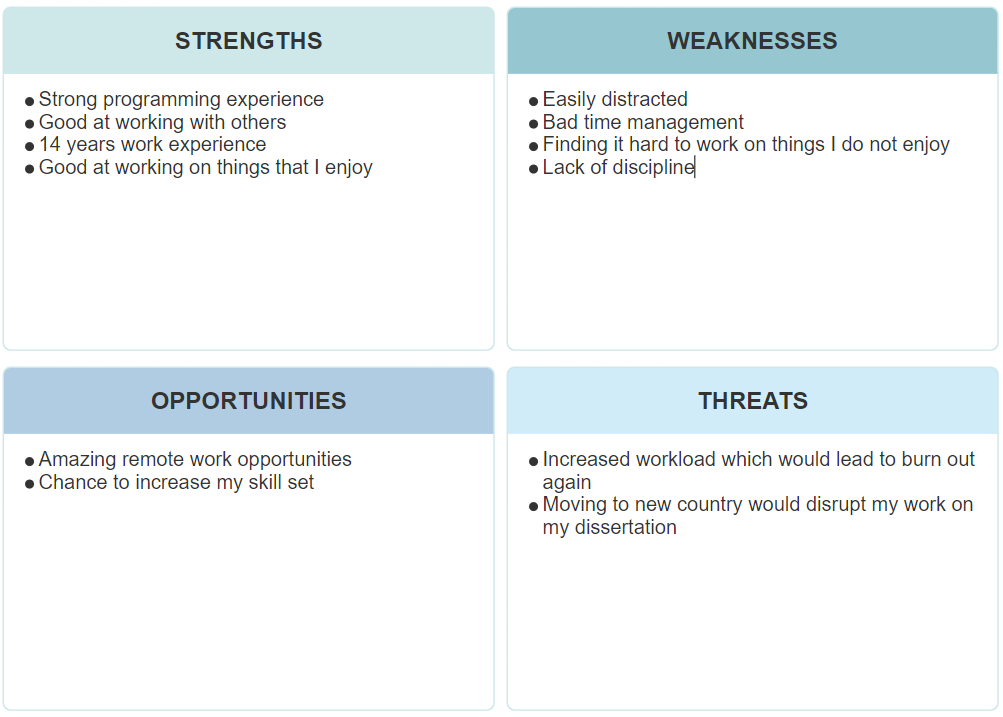 STRENGTHS
● Strong programming experience
● Good at working with others
● 14 years work experience
● Good at working on things that I enjoy
WEAKNESSES
● Easily distracted
● Bad time management
● Finding it hard to work on things I do not enjoy
● Lack of discipline
OPPORTUNITIES
● Amazing remote work opportunities
● Chance to increase my skill set
THREATS
● Increased workload which would lead to burn out
again
● Moving to new country would disrupt my work on
my dissertation